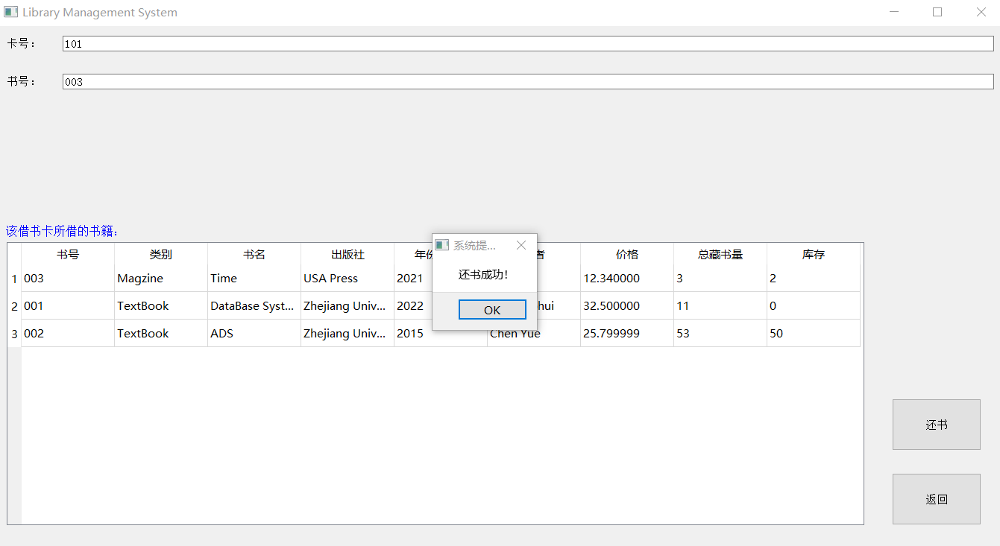 Library Management System
卡号： 101
书号： 003
该借书卡所借的书籍：
系统提...
还书成功！
OK
书号 类别 书名 出版社 年份 者 价格 总藏书量 库存
1 003 Magzine Time USA Press 2021 12.340000 3 2
2 001 TextBook DataBase Syst... Zhejiang Univ... 2022 hui 32.500000 11 0
3 002 TextBook ADS Zhejiang Univ... 2015 Chen Yue 25.799999 53 50
还书
返回